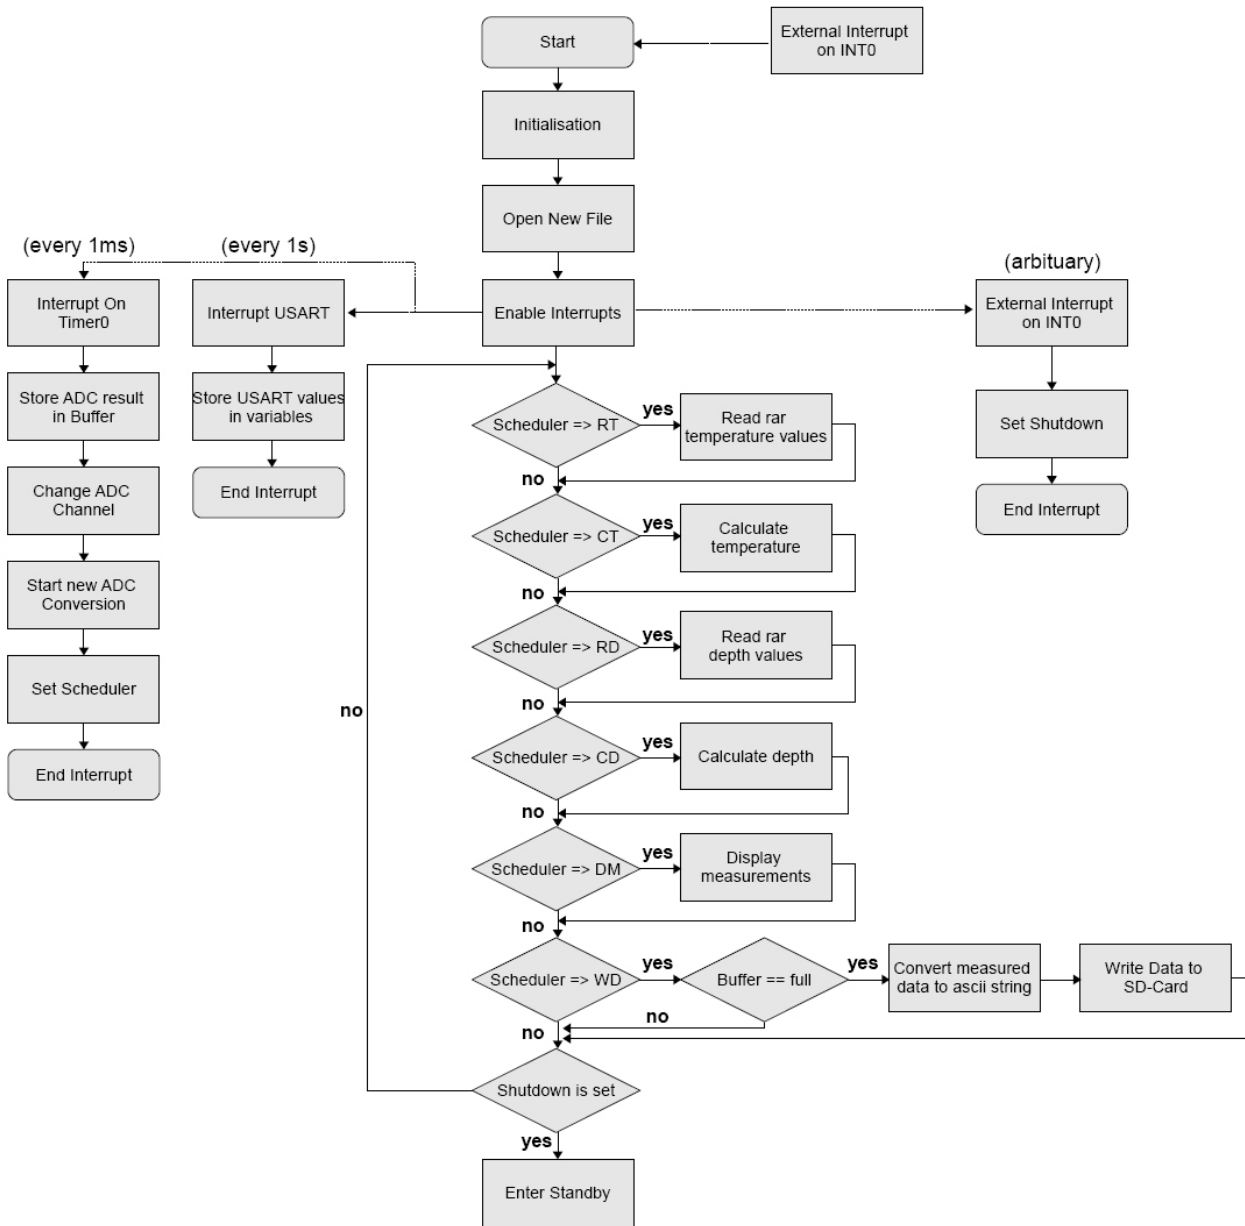 Start
External Interrupt
on INT0
Initialisation
Open New File
(every 1ms)
(every 1s)
(arbituary)
Interrupt On
Timer0
Interrupt USART
Enable Interrupts
External Interrupt
on INT0
Store ADC result
in Buffer
Store USART values
in variables
Scheduler => RT
yes
Read rar
temperature values
Set Shutdown
no
Change ADC
Channel
End Interrupt
End Interrupt
Scheduler => CT
yes
Calculate
temperature
no
Start new ADC
Conversion
Scheduler => RD
yes
Read rar
depth values
Set Scheduler
no
no
End Interrupt
Scheduler => CD
yes
Calculate depth
no
Scheduler => DM
yes
Display
measurements
no
Scheduler => WD
yes
Buffer == full
yes
Convert measured
data to ascii string
Write Data to
SD-Card
no
no
Shutdown is set
yes
Enter Standby